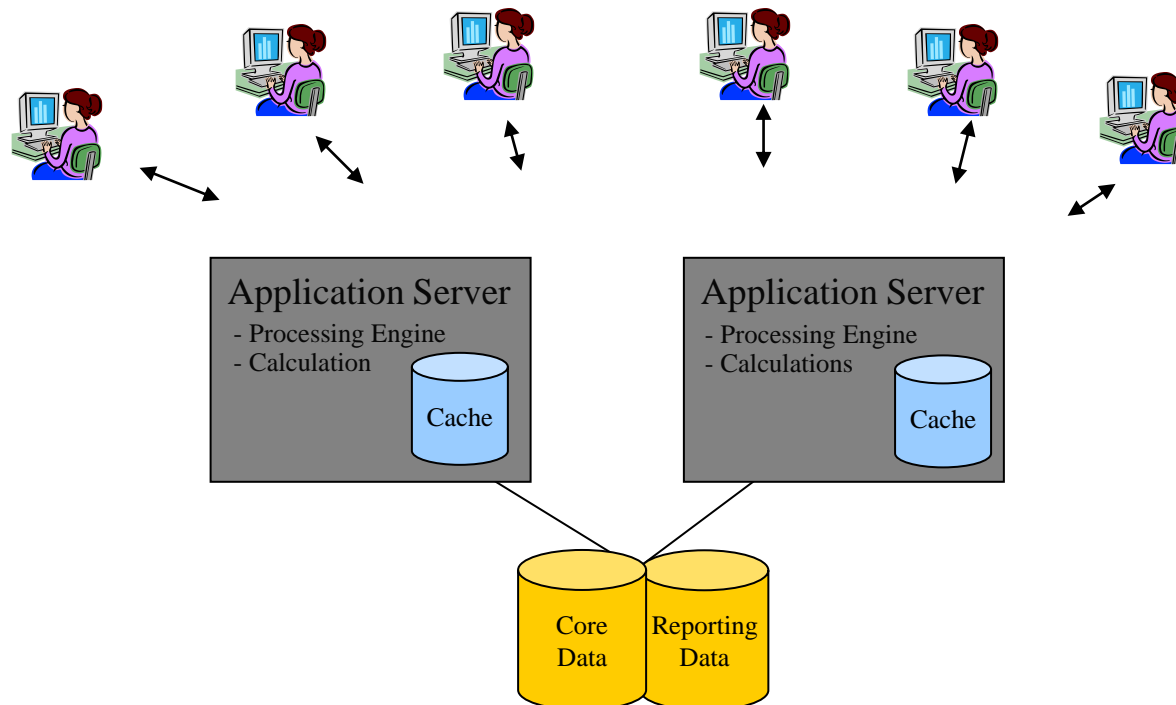 Application Server
- Processing Engine
- Calculation
Cache
Application Server
- Processing Engine
- Calculations
Cache
Core
Data
Reporting
Data